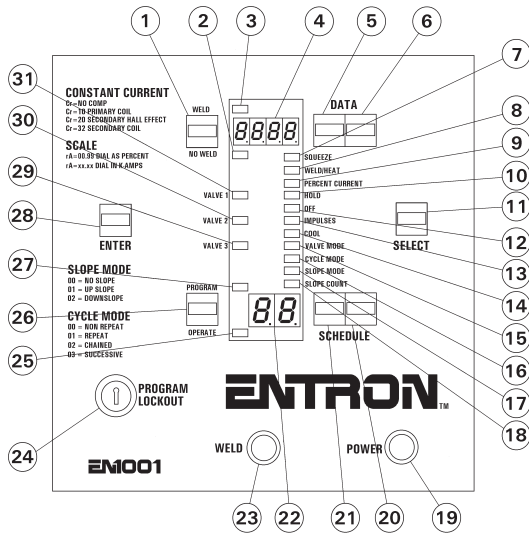 1
3
4
5
6
2
7
31
30
29
28
27
26
25
24
8
9
10
11
12
13
14
15
16
17
18
CONSTANT CURRENT
Cr=NO COMP
Cr=10 PRIMARY COIL
Cr=20 SECONDARY HALL EFFECT
Cr=32 SECONDARY COIL
SCALE
rA=00.99 DIAL AS PERCENT
rA=xx.xx DIAL IN K AMPS
WELD
NO WELD
8.8.8.8
DATA
SQUEEZE
WELD/HEAT
PERCENT CURRENT
HOLD
OFF
IMPULSES
COOL
VALVE MODE
CYCLE MODE
SLOPE MODE
SLOPE COUNT
VALVE 1
VALVE 2
VALVE 3
ENTER
SELECT
SLOPE MODE
00 = NO SLOPE
01 = UP SLOPE
02 = DOWNSLOPE
CYCLE MODE
00 = NON REPEAT
01 = REPEAT
02 = CHAINED
03 = SUCCESSIVE
PROGRAM
OPERATE
8.8.
SCHEDULE
PROGRAM
LOCKOUT
ENTRON TM
EN1001
WELD
POWER
23
22
21
20
19